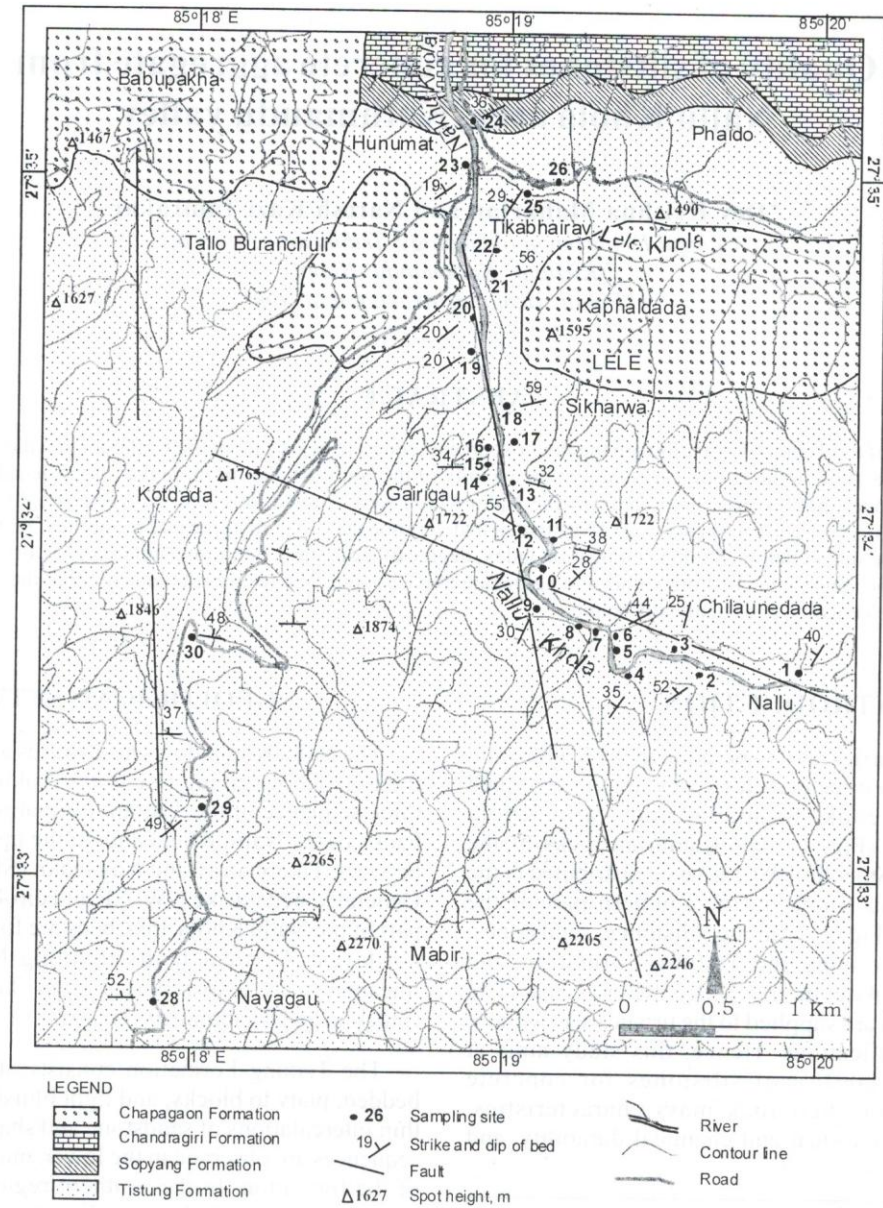 85° 18' E 85° 19' 85° 20'
Babupakha
36
24
Phaido
Hunumat
Nakhu
1467
23
26
27° 35' 27° 35'
19
29
25
1490
Tikabhairav
Tallo Buranchuli
Lele Khola
22
56
21
1627
Kaphaldada
20
1595
20
20
LELE
19
59
Sikharwa
18
17
16
34
15
1765
32
Kotdada
Gairigau
14
13
55
1722
1722
27° 34' 27° 34'
12
11
38
28
10
Nallu Khola
44
25
Chilaunedada
1846
9
48
1874
8
7
6
30
30
5
3
40
1
4
2
35
52
Nallu
37
29
49
27° 33' 27° 33'
2265
N
2270
Mabir
2205
2246
52
28
Nayagau
0 0.5 1 Km
85° 18' E 85° 19' 85° 20'
LEGEND
Chapagaon Formation
Chandragiri Formation
Sopyang Formation
Tistung Formation
26 Sampling site
19 Strike and dip of bed
Fault
1627 Spot height, m
River
Contour line
Road